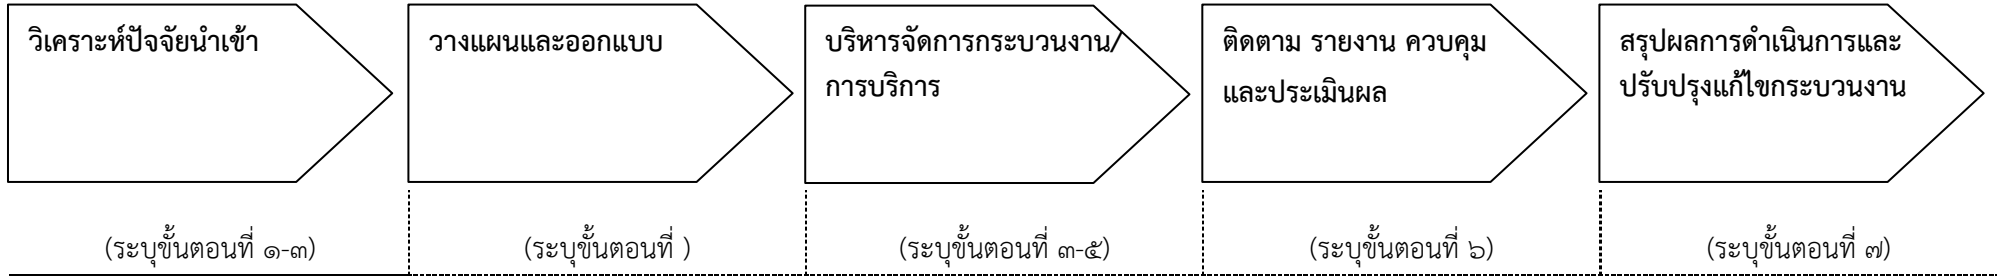 วิเคราะห์ปัจจัยนำเข้า
วางแผนและออกแบบ
บริหารจัดการกระบวนงาน/
การบริการ
ติดตาม รายงาน ควบคุม
และประเมินผล
สรุปผลการดำเนินการและ
ปรับปรุงแก้ไขกระบวนงาน
(ระบุขั้นตอนที่ ๑-๓)
(ระบุขั้นตอนที่ )
(ระบุขั้นตอนที่ ๓-๕)
(ระบุขั้นตอนที่ ๖)
(ระบุขั้นตอนที่ ๗)